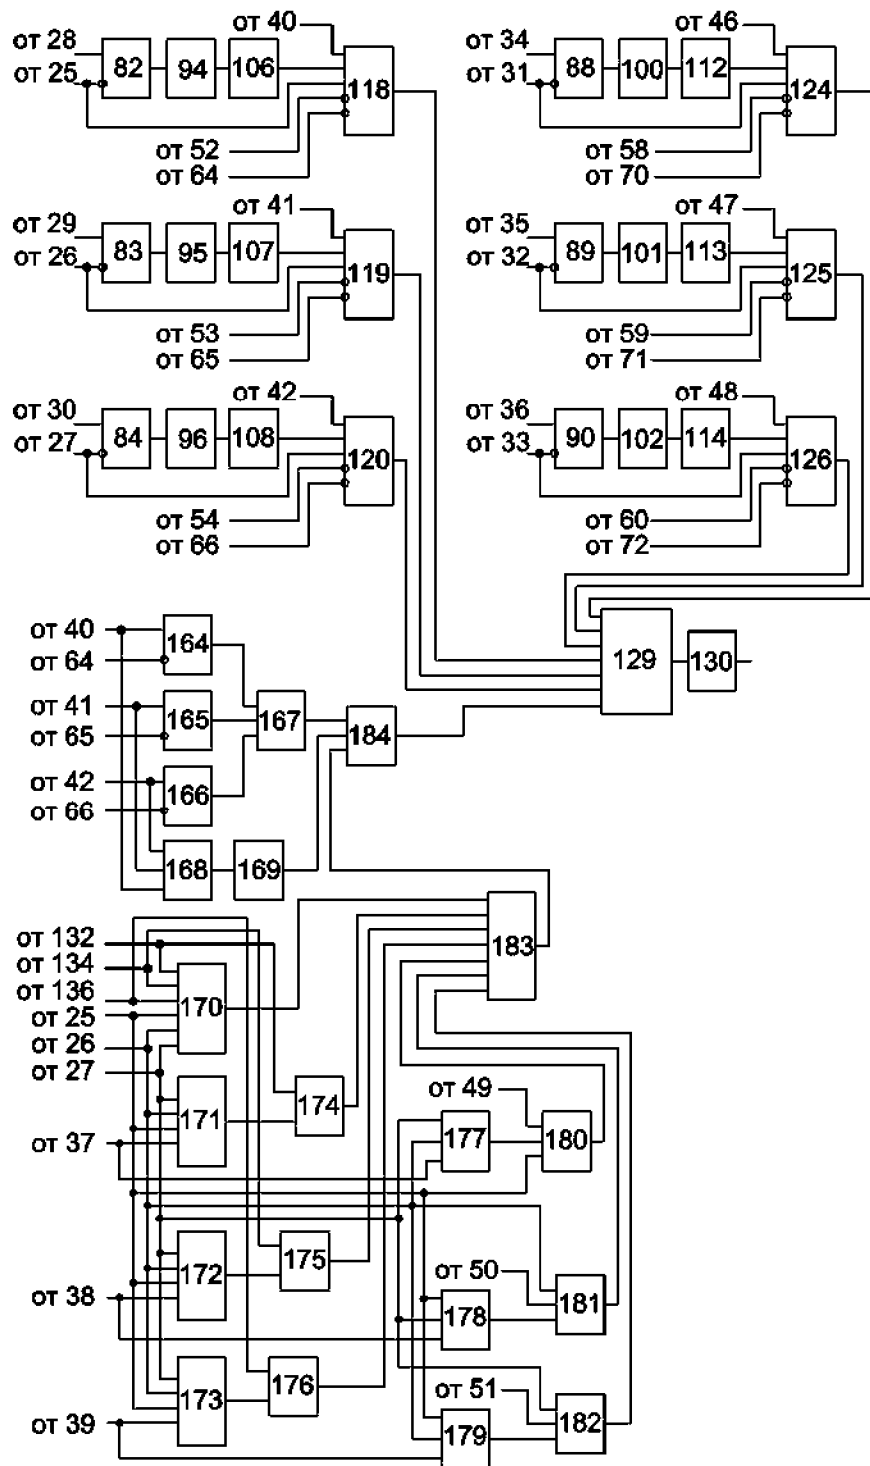 от 40
от 28
82 94 106
от 25
118
от 52
от 64
от 46
от 34
88 100 112
от 31
124
от 58
от 70
от 41
от 29
83 95 107
от 26
119
от 53
от 65
от 47
от 35
89 101 113
от 32
125
от 59
от 71
от 42
от 30
84 96 108
от 27
120
от 54
от 66
от 48
от 36
90 102 114
от 33
126
от 60
от 72
от 40
164
от 64
129 130
от 41
165 167
от 65
184
от 42
166
от 66
168 169
от 132
183
от 134
от 136
170
от 25
от 26
от 27
от 49
171 174
177 180
от 37
175
172
от 50
от 38
178 181
176
173
от 51
от 39
179 182